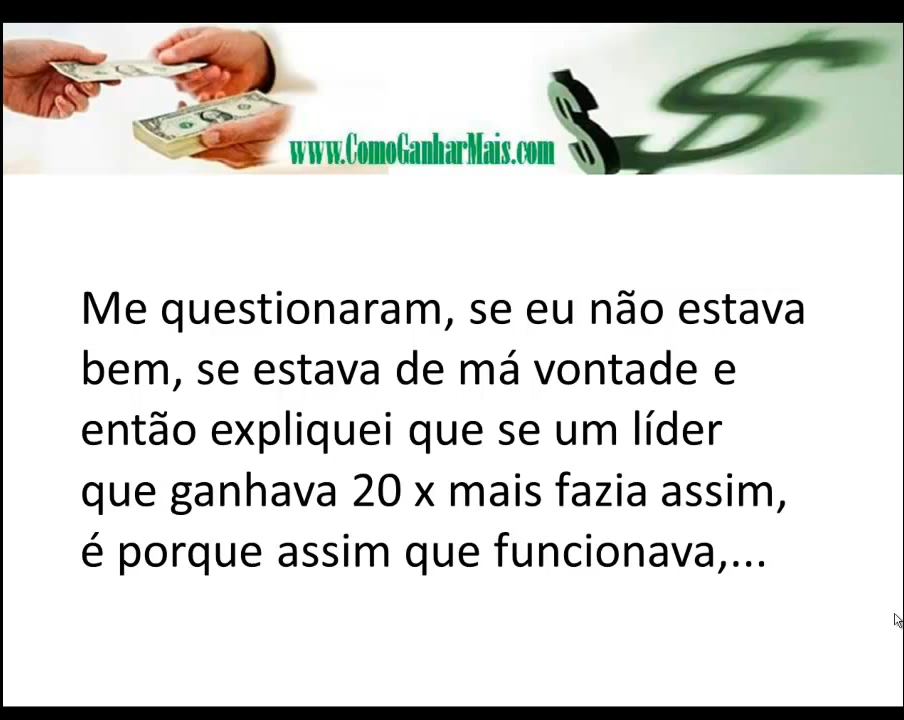 www.ComoGanharMais.com
Me questionaram, se eu não estava
bem, se estava de má vontade e
então expliquei que se um líder
que ganhava 20 x mais fazia assim,
é porque assim que funcionava,...